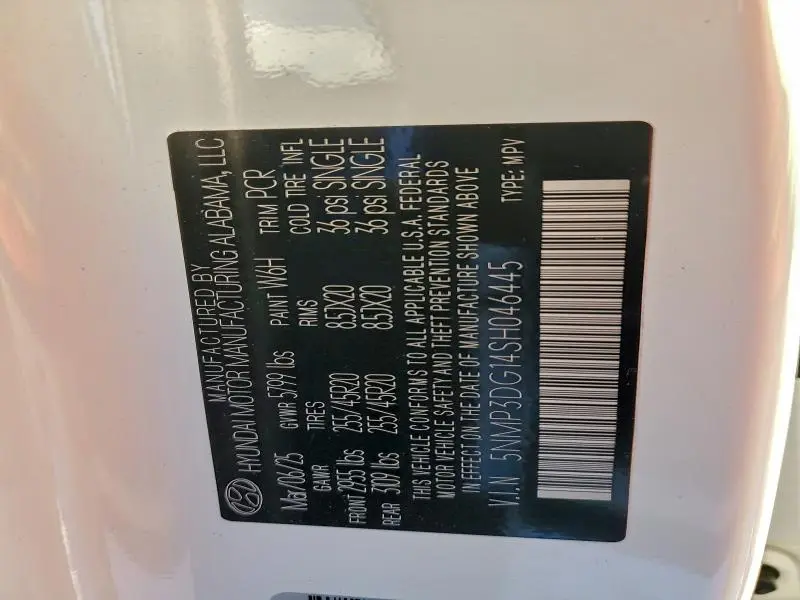 MANUFACTURED BY
HYUNDAI MOTOR MANUFACTURING ALABAMA, LLC
Mar/06/25 GVWR 5799 lbs PAINT W6H TRIM PCR
GAWR TIRES RIMS COLD TIRE INFL
FRONT 2955 lbs 255/45R20 8.5JX20 36 psi SINGLE
REAR 3109 lbs 255/45R20 8.5JX20 36 psi SINGLE
THIS VEHICLE CONFORMS TO ALL APPLICABLE U.S.A. FEDERAL
MOTOR VEHICLE SAFETY AND THEFT PREVENTION STANDARDS
IN EFFECT ON THE DATE OF MANUFACTURE SHOWN ABOVE
V.I.N 5NMP3DG14SH046445 TYPE: MPV